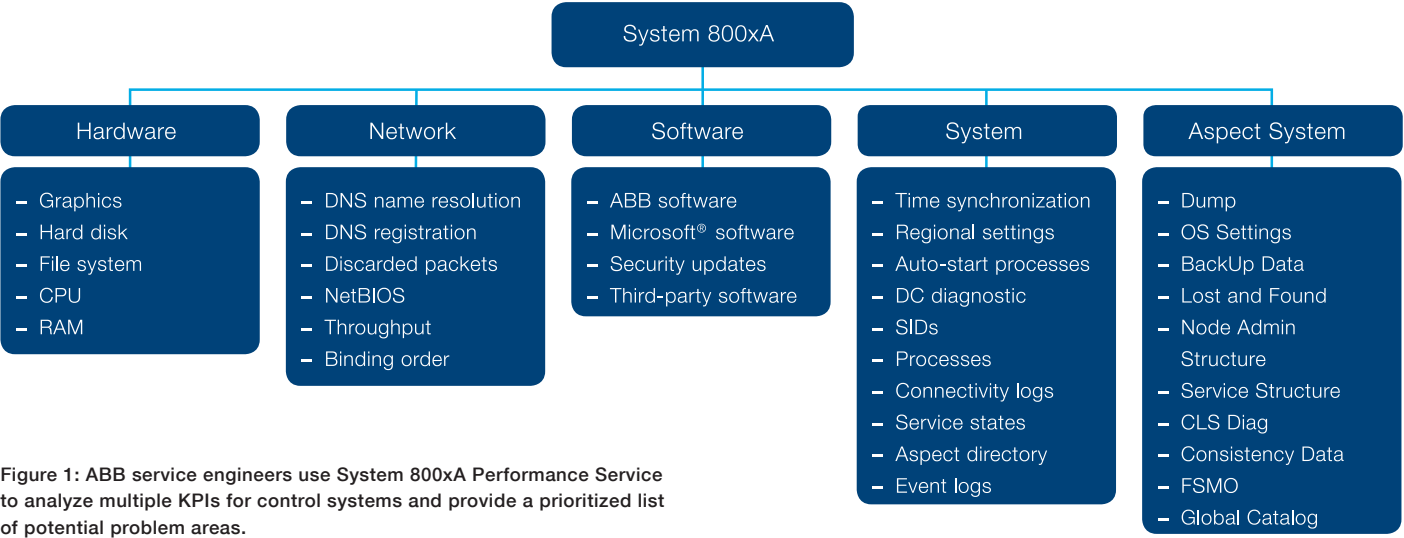 System 800xA
Hardware
– Graphics
– Hard disk
– File system
– CPU
– RAM
Network
– DNS name resolution
– DNS registration
– Discarded packets
– NetBIOS
– Throughput
– Binding order
Software
– ABB software
– Microsoft® software
– Security updates
– Third-party software
System
– Time synchronization
– Regional settings
– Auto-start processes
– DC diagnostic
– SIDs
– Processes
– Connectivity logs
– Service states
– Aspect directory
– Event logs
Aspect System
– Dump
– OS Settings
– BackUp Data
– Lost and Found
– Node Admin
Structure
– Service Structure
– CLS Diag
– Consistency Data
– FSMO
– Global Catalog
Figure 1: ABB service engineers use System 800xA Performance Service
to analyze multiple KPIs for control systems and provide a prioritized list
of potential problem areas.